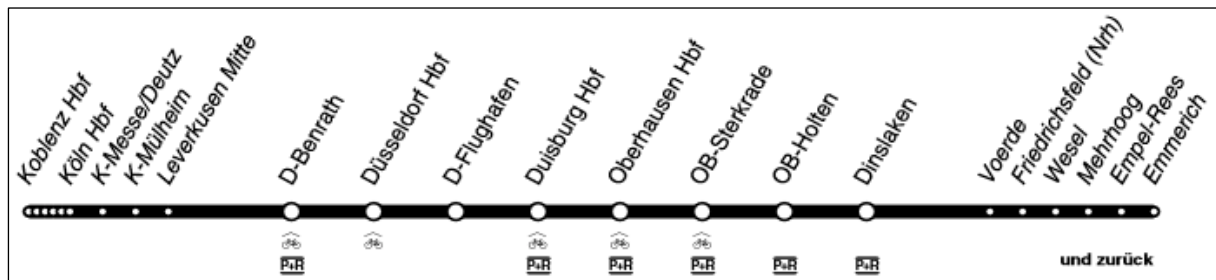 Koblenz Hbf
Köln Hbf
K-Messe/Deutz
K-Mülheim
Leverkusen Mitte
D-Benrath
Düsseldorf Hbf
D-Flughafen
Duisburg Hbf
Oberhausen Hbf
OB-Sterkrade
OB-Holten
Dinslaken
Voerde
Friedrichsfeld (Nrh)
Wesel
Mehrhoog
Empel-Rees
Emmerich
P+R
P+R
P+R
P+R
P+R
P+R
und zurück